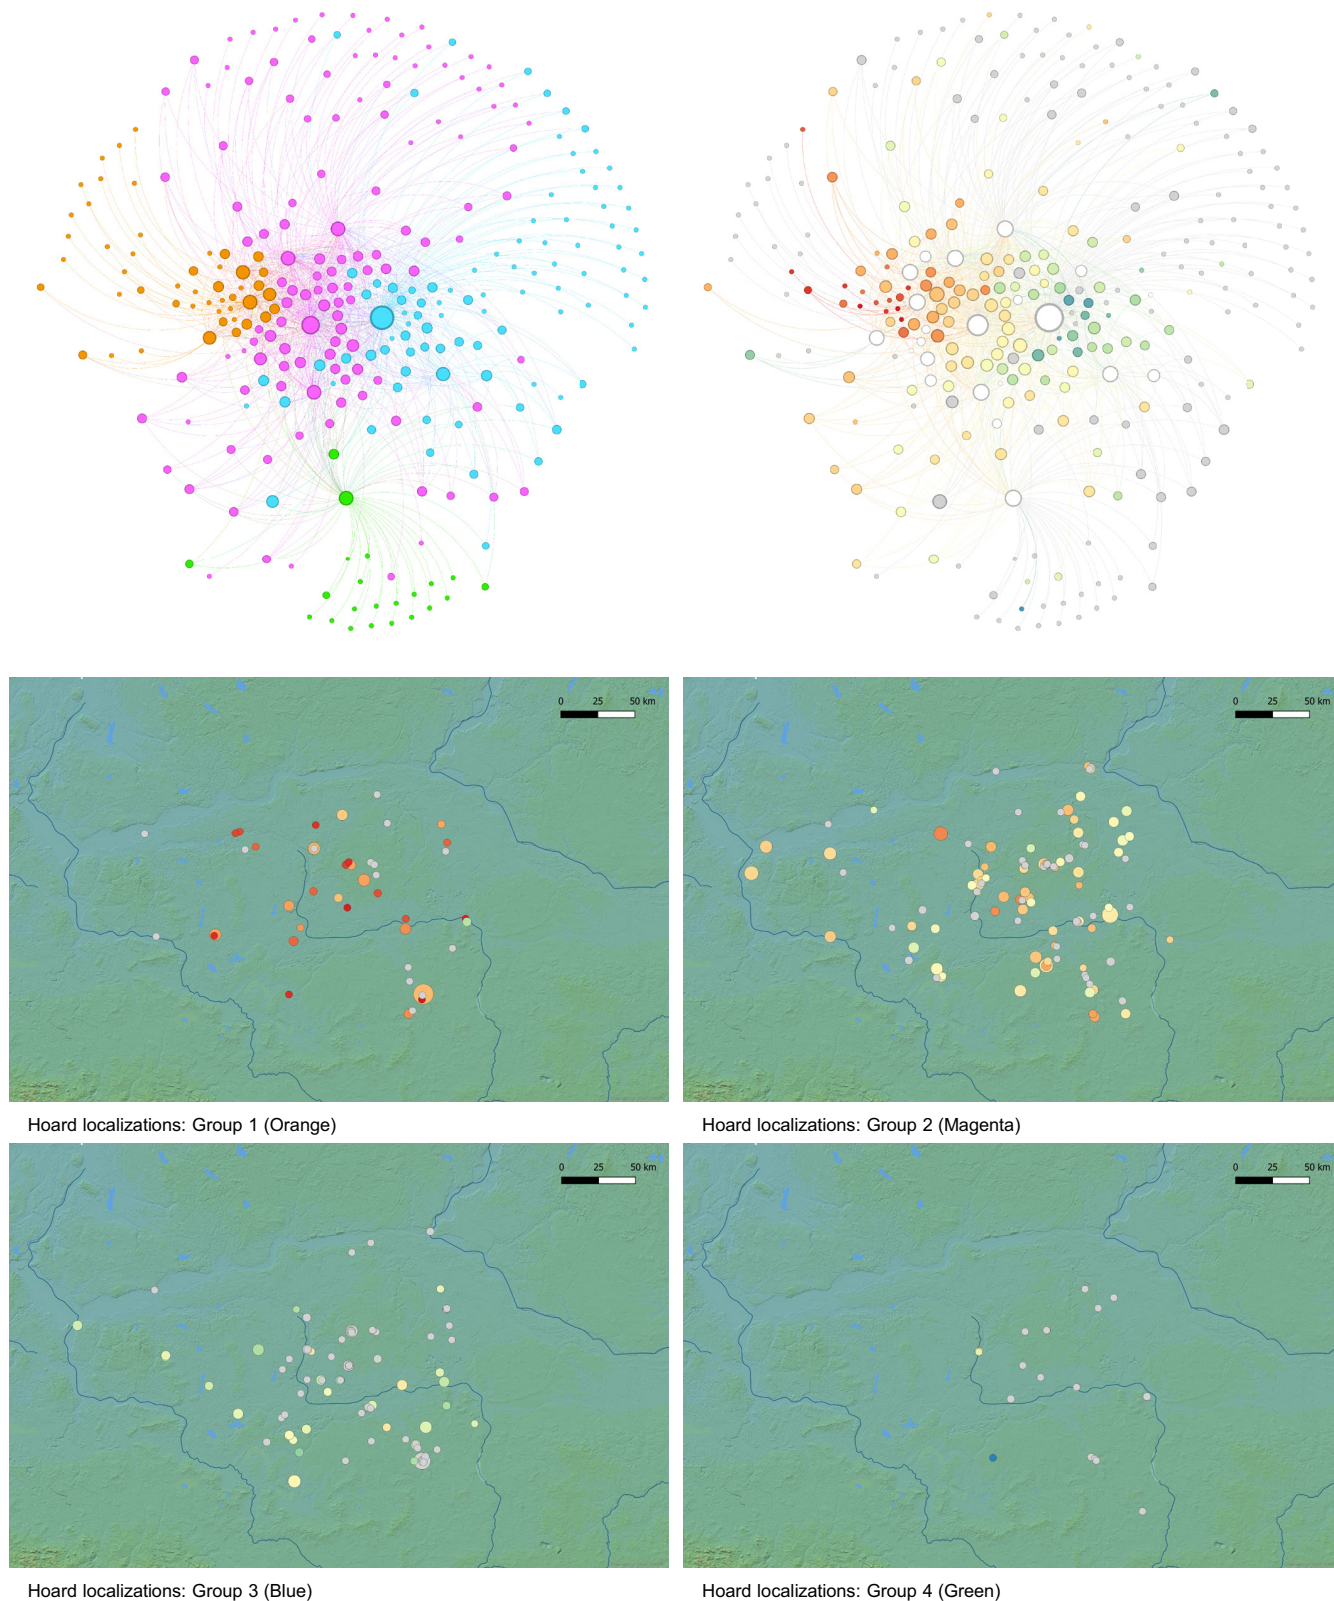 0 25 50 km
0 25 50 km
Hoard localizations: Group 1 (Orange)
Hoard localizations: Group 2 (Magenta)
0 25 50 km
0 25 50 km
Hoard localizations: Group 3 (Blue)
Hoard localizations: Group 4 (Green)